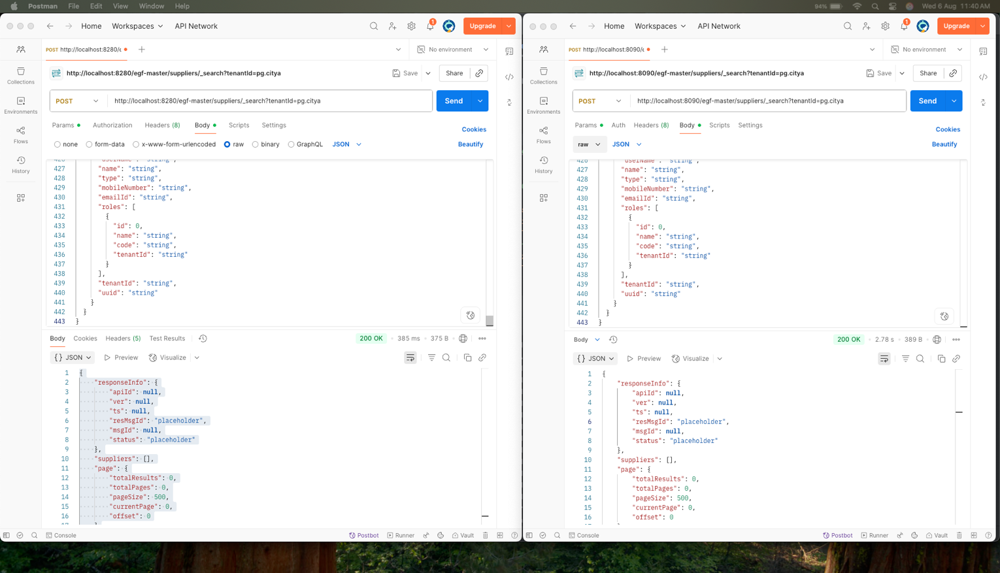 Postman File Edit View Window Help 94% Wed 6 Aug 11:40 AM
Home Workspaces API Network 1 Upgrade
POST http://localhost:8280/e No environment
Collections
Environments
Flows
History
http://localhost:8280/egf-master/suppliers/_search?tenantId=pg.citya Save Share
POST http://localhost:8280/egf-master/suppliers/_search?tenantId=pg.citya Send
Params Authorization Headers (8) Body Scripts Settings Cookies
none form-data x-www-form-urlencoded raw binary GraphQL JSON Beautify
426 "userName": "string",
427 "name": "string",
428 "type": "string",
429 "mobileNumber": "string",
430 "emailId": "string",
431 "roles": [
432 {
433 "id": 0,
434 "name": "string",
435 "code": "string",
436 "tenantId": "string"
437 }
438 ],
439 "tenantId": "string",
440 "uuid": "string"
441 }
442 }
443 }
Body Cookies Headers (5) Test Results 200 OK 385 ms 375 B
{} JSON Preview Visualize
1 {
2 "responseInfo": {
3 "apiId": null,
4 "ver": null,
5 "ts": null,
6 "resMsgId": "placeholder",
7 "msgId": null,
8 "status": "placeholder"
9 },
10 "suppliers": [],
11 "page": {
12 "totalResults": 0,
13 "totalPages": 0,
14 "pageSize": 500,
15 "currentPage": 0,
16 "offset": 0
17 }
Console Postbot Runner Vault
Home Workspaces API Network 1 Upgrade
POST http://localhost:8090/e No environment
Collections
Environments
Flows
History
http://localhost:8090/egf-master/suppliers/_search?tenantId=pg.citya Save Share
POST http://localhost:8090/egf-master/suppliers/_search?tenantId=pg.citya Send
Params Auth Headers (8) Body Scripts Settings Cookies
raw JSON Beautify
426 "userName": "string",
427 "name": "string",
428 "type": "string",
429 "mobileNumber": "string",
430 "emailId": "string",
431 "roles": [
432 {
433 "id": 0,
434 "name": "string",
435 "code": "string",
436 "tenantId": "string"
437 }
438 ],
439 "tenantId": "string",
440 "uuid": "string"
441 }
442 }
443 }
Body 200 OK 2.78 s 389 B
{} JSON Preview Visualize
1 {
2 "responseInfo": {
3 "apiId": null,
4 "ver": null,
5 "ts": null,
6 "resMsgId": "placeholder",
7 "msgId": null,
8 "status": "placeholder"
9 },
10 "suppliers": [],
11 "page": {
12 "totalResults": 0,
13 "totalPages": 0,
14 "pageSize": 500,
15 "currentPage": 0,
16 "offset": 0
Console Postbot Runner Vault